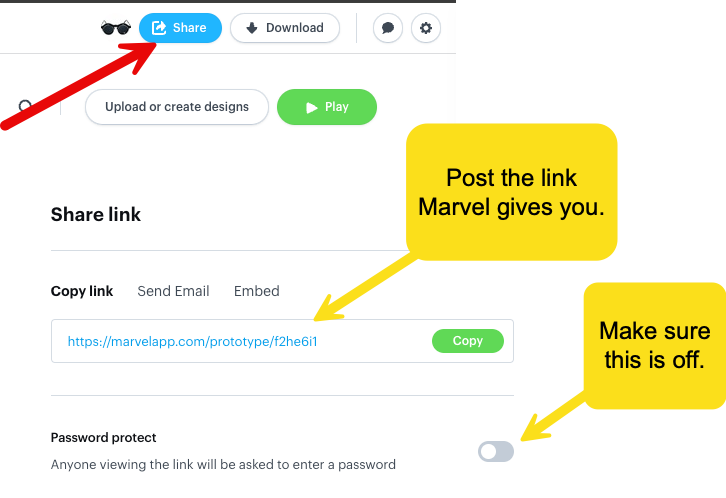 Share
Download
Upload or create designs
Play
Post the link
Marvel gives you.
Share link
Copy link
Send Email
Embed
https://marvelapp.com/prototype/f2he6i1
Copy
Make sure
this is off.
Password protect
Anyone viewing the link will be asked to enter a password